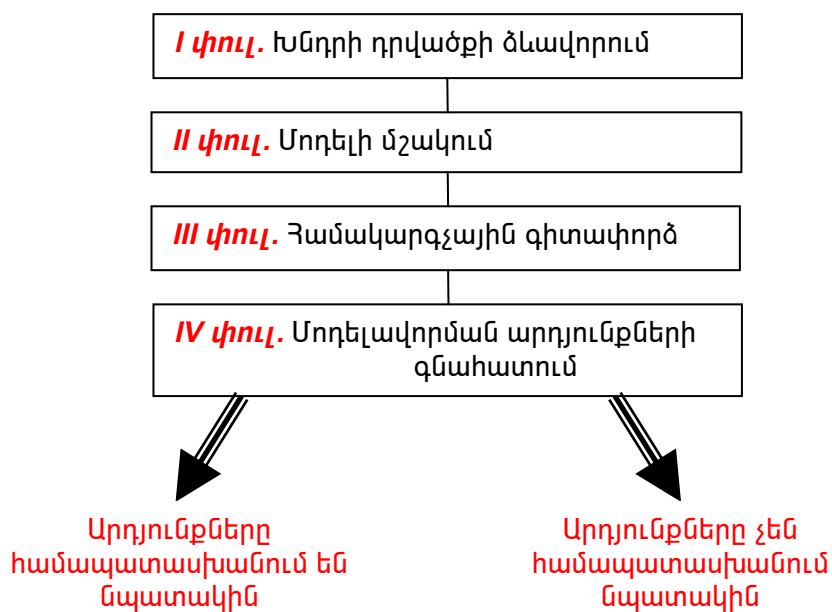 I փուլ. Խնդրի դրվածքի ձևավորում
II փուլ. Մոդելի մշակում
III փուլ. Համակարգչային գիտափորձ
IV փուլ. Մոդելավորման արդյունքների
գնահատում
Արդյունքները
համապատասխանում են
նպատակին
Արդյունքները չեն
համապատասխանում
նպատակին